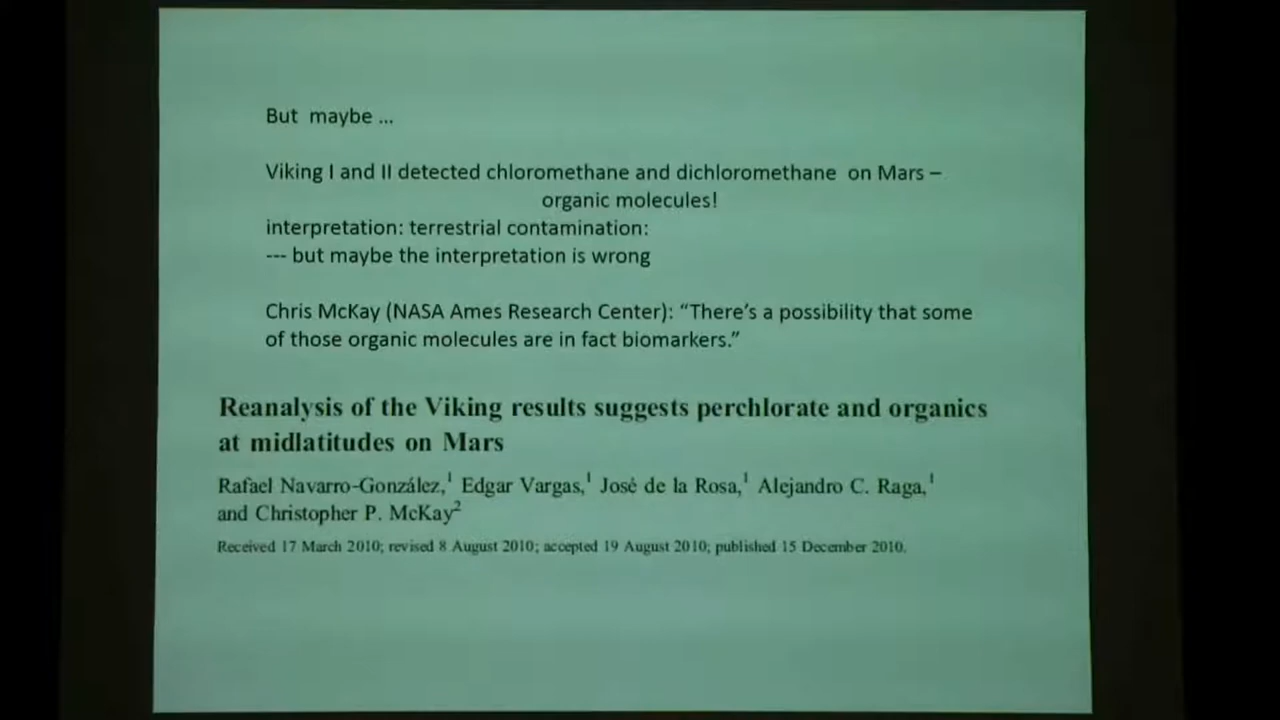 But maybe ...
Viking I and II detected chloromethane and dichloromethane on Mars –
organic molecules!
interpretation: terrestrial contamination:
--- but maybe the interpretation is wrong
Chris McKay (NASA Ames Research Center): “There’s a possibility that some
of those organic molecules are in fact biomarkers.”
Reanalysis of the Viking results suggests perchlorate and organics
at midlatitudes on Mars
Rafael Navarro-González,¹ Edgar Vargas,¹ José de la Rosa,¹ Alejandro C. Raga,¹
and Christopher P. McKay²
Received 17 March 2010; revised 8 August 2010; accepted 19 August 2010; published 15 December 2010.